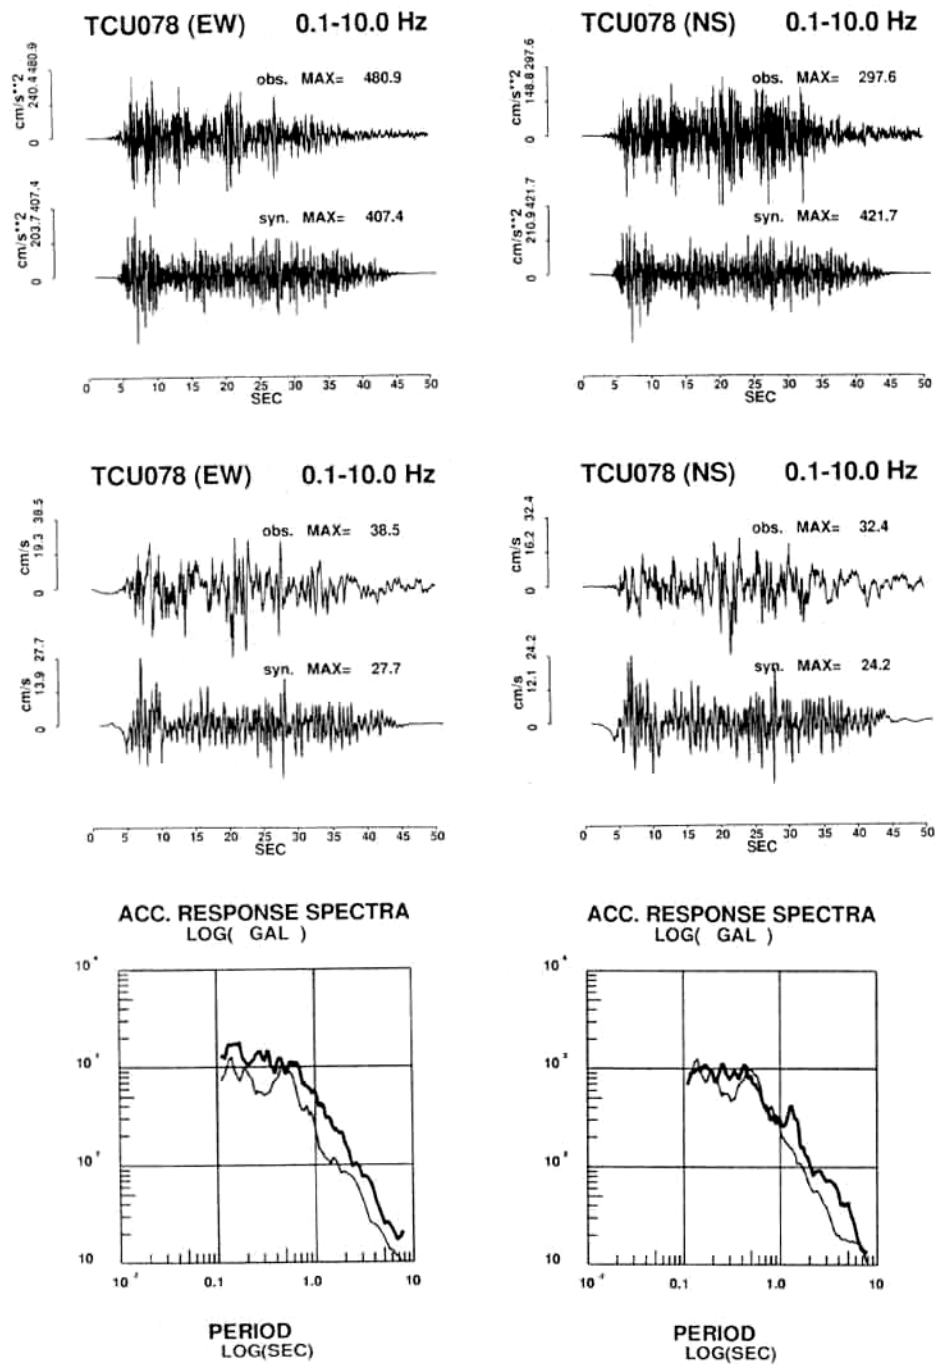 TCU078 (EW) 0.1-10.0 Hz
cm/s**2
0 240.4 480.9
obs. MAX= 480.9
cm/s**2
0 203.7 407.4
syn. MAX= 407.4
0 5 10 15 20 25 30 35 40 45 50
SEC
TCU078 (NS) 0.1-10.0 Hz
cm/s**2
0 148.8 297.6
obs. MAX= 297.6
cm/s**2
0 210.9 421.7
syn. MAX= 421.7
0 5 10 15 20 25 30 35 40 45 50
SEC
TCU078 (EW) 0.1-10.0 Hz
cm/s
0 19.3 38.5
obs. MAX= 38.5
cm/s
0 13.9 27.7
syn. MAX= 27.7
0 5 10 15 20 25 30 35 40 45 50
SEC
TCU078 (NS) 0.1-10.0 Hz
cm/s
0 16.2 32.4
obs. MAX= 32.4
cm/s
0 12.1 24.2
syn. MAX= 24.2
0 5 10 15 20 25 30 35 40 45 50
SEC
ACC. RESPONSE SPECTRA
LOG( GAL )
10
0.1 1.0 10
PERIOD
LOG(SEC)
ACC. RESPONSE SPECTRA
LOG( GAL )
10
0.1 1.0 10
PERIOD
LOG(SEC)